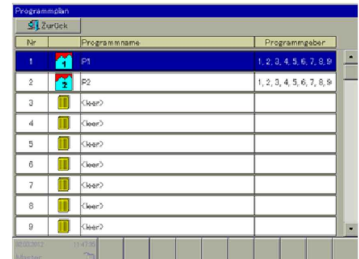 Programmplan
Zurück
Nr Programmname Programmgeber
1 1 P1 1, 2, 3, 4, 5, 6, 7, 8, 9
2 2 P2 1, 2, 3, 4, 5, 6, 7, 8, 9
3 <leer>
4 <leer>
5 <leer>
6 <leer>
7 <leer>
8 <leer>
9 <leer>
Master